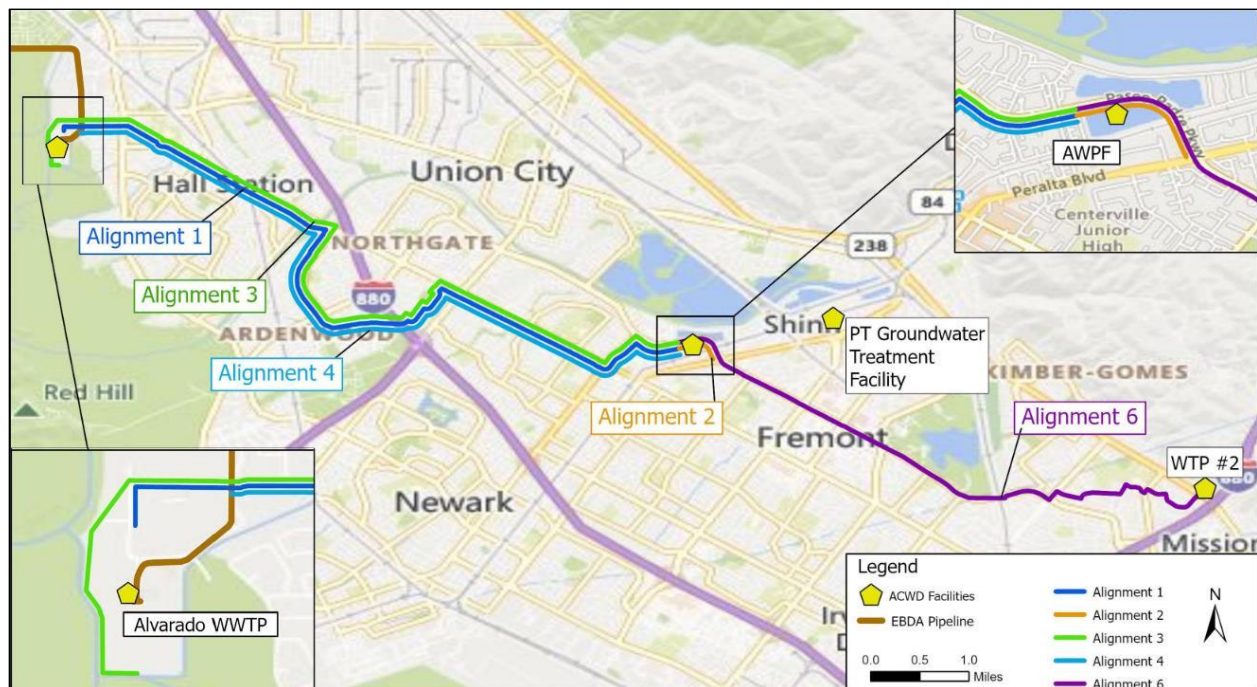 Union City
Hall Station
Alignment 1
NORTHGATE
Alignment 3
880
ARDENWOOD
Alignment 4
Red Hill
84
238
PT Groundwater
Treatment
Facility
KIMBER-GOMES
Alignment 2
Alignment 6
Fremont
Newark
WTP #2
880
Mission
Paseo Padre Pkwy
AWPF
Peralta Blvd
Centerville
Junior
High
Alvarado WWTP
Legend
ACWD Facilities
EBDA Pipeline
0.0 0.5 1.0
Miles
Alignment 1
Alignment 2
Alignment 3
Alignment 4
Alignment 6
N